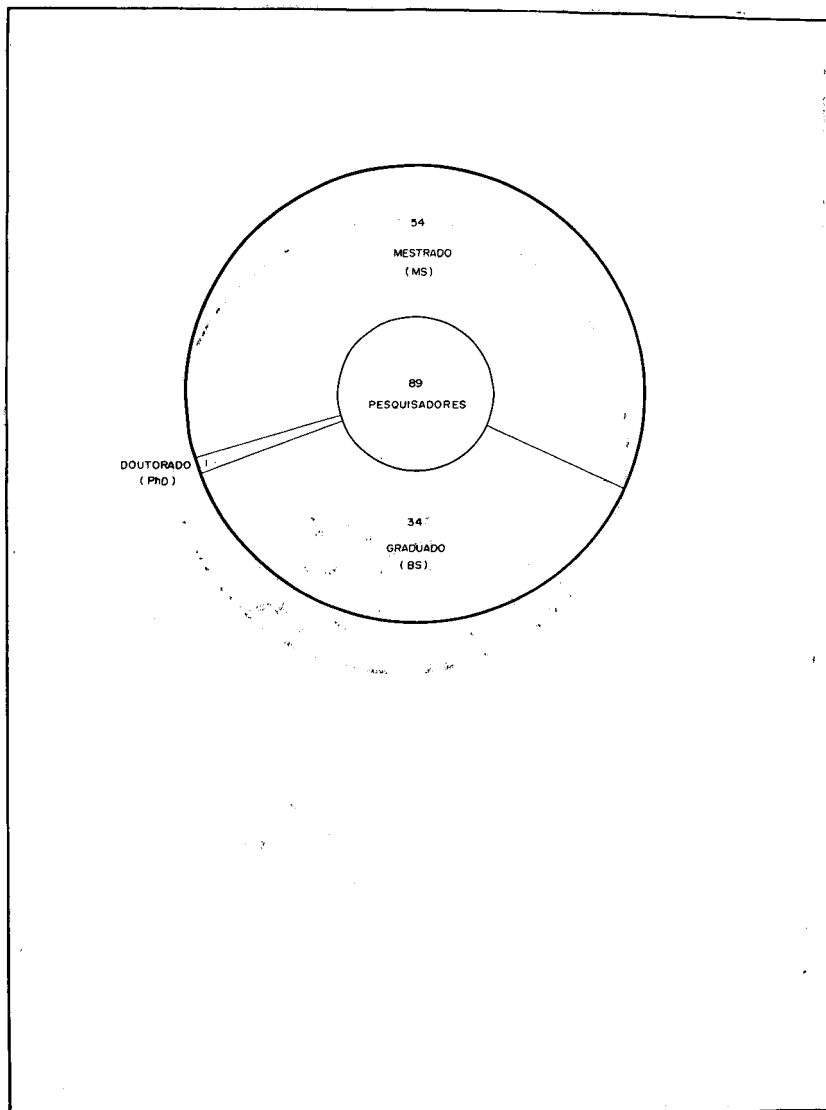 54
MESTRADO
(MS)
89
PESQUISADORES
DOUTORADO
(PhD)
1
34
GRADUADO
(BS)